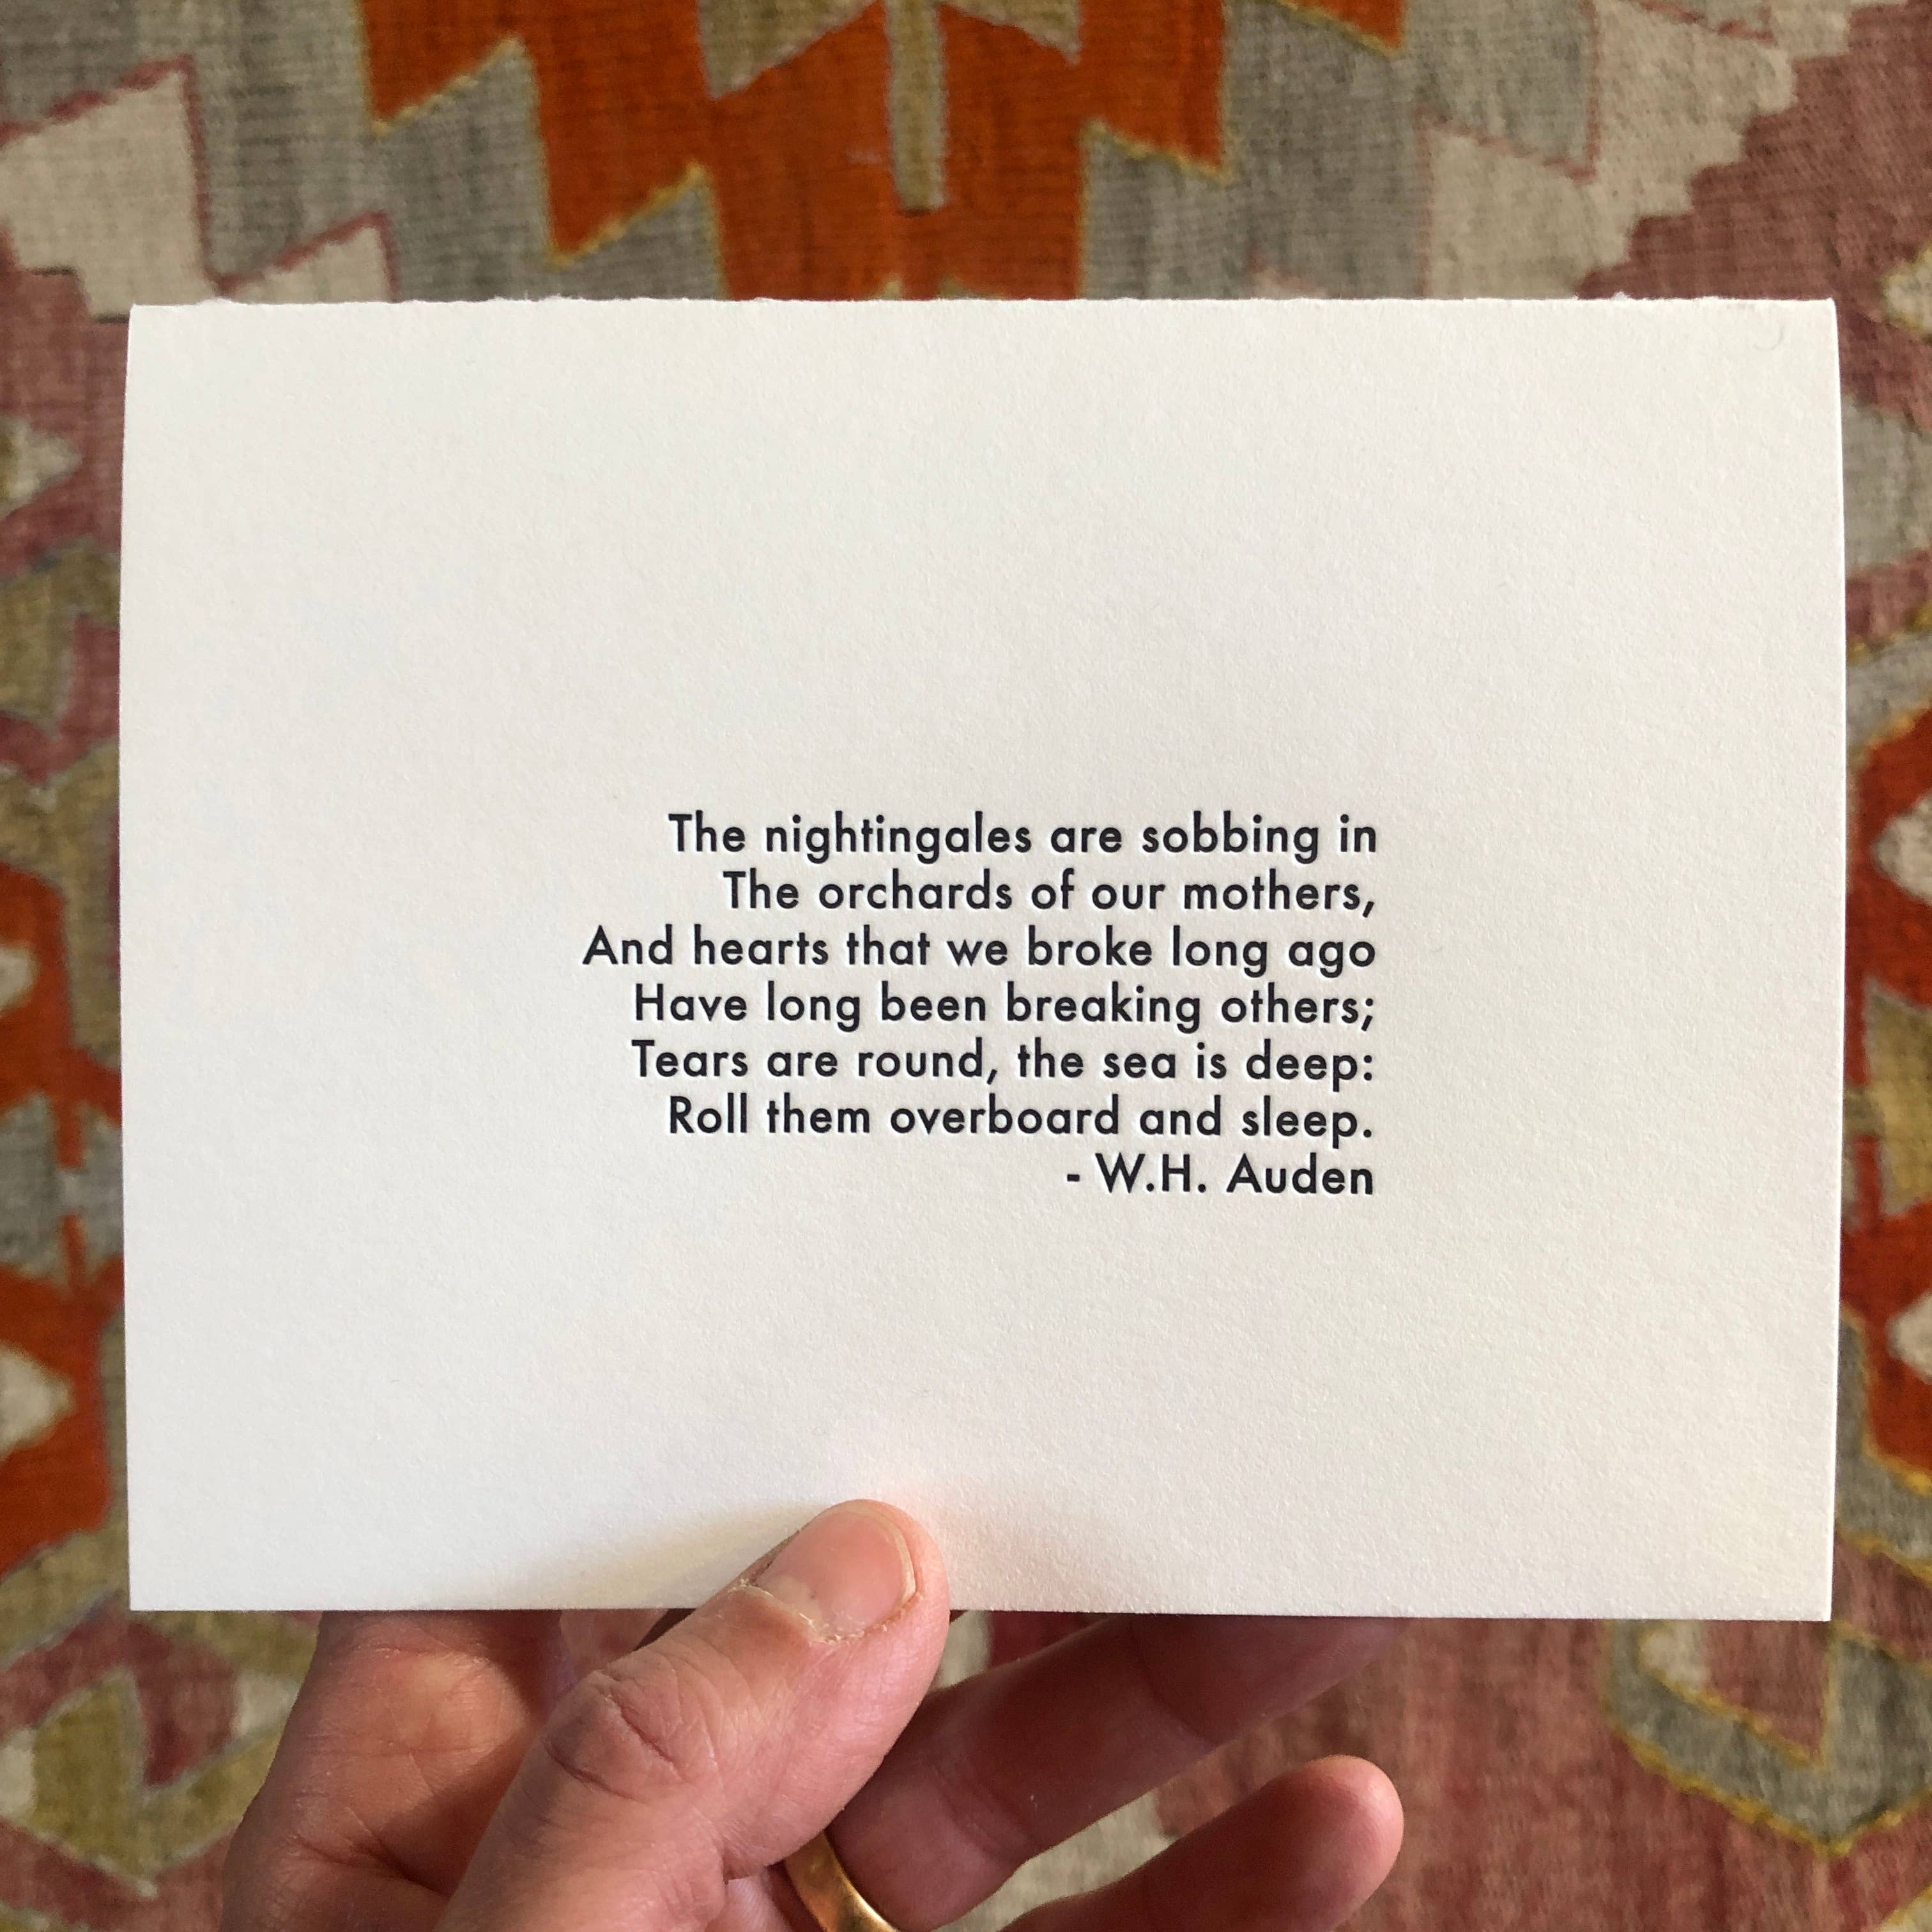 The nightingales are sobbing in
The orchards of our mothers,
And hearts that we broke long ago
Have long been breaking others;
Tears are round, the sea is deep:
Roll them overboard and sleep.
- W.H. Auden